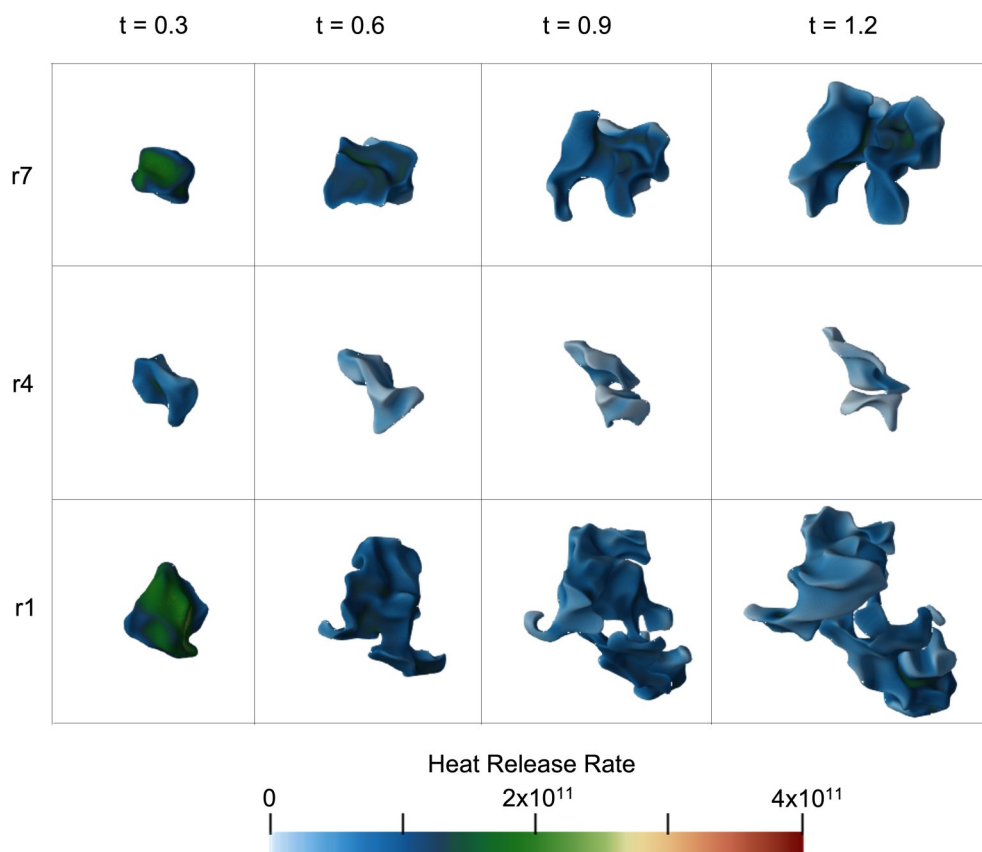 t = 0.3 t = 0.6 t = 0.9 t = 1.2
r7
r4
r1
Heat Release Rate
0 2x10¹¹ 4x10¹¹